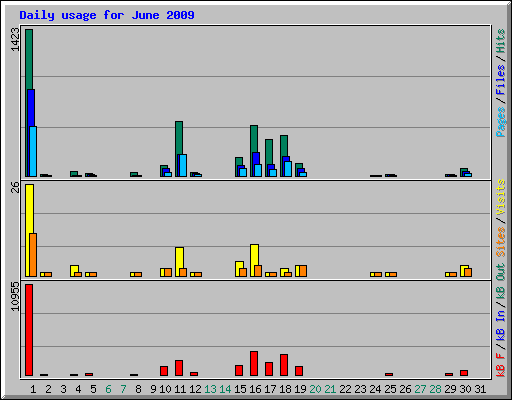 Daily usage for June 2009
1423
Pages / Files / Hits
26
Sites / Visits
10955
kB F / kB In / kB Out
1 2 3 4 5 6 7 8 9 10 11 12 13 14 15 16 17 18 19 20 21 22 23 24 25 26 27 28 29 30 31